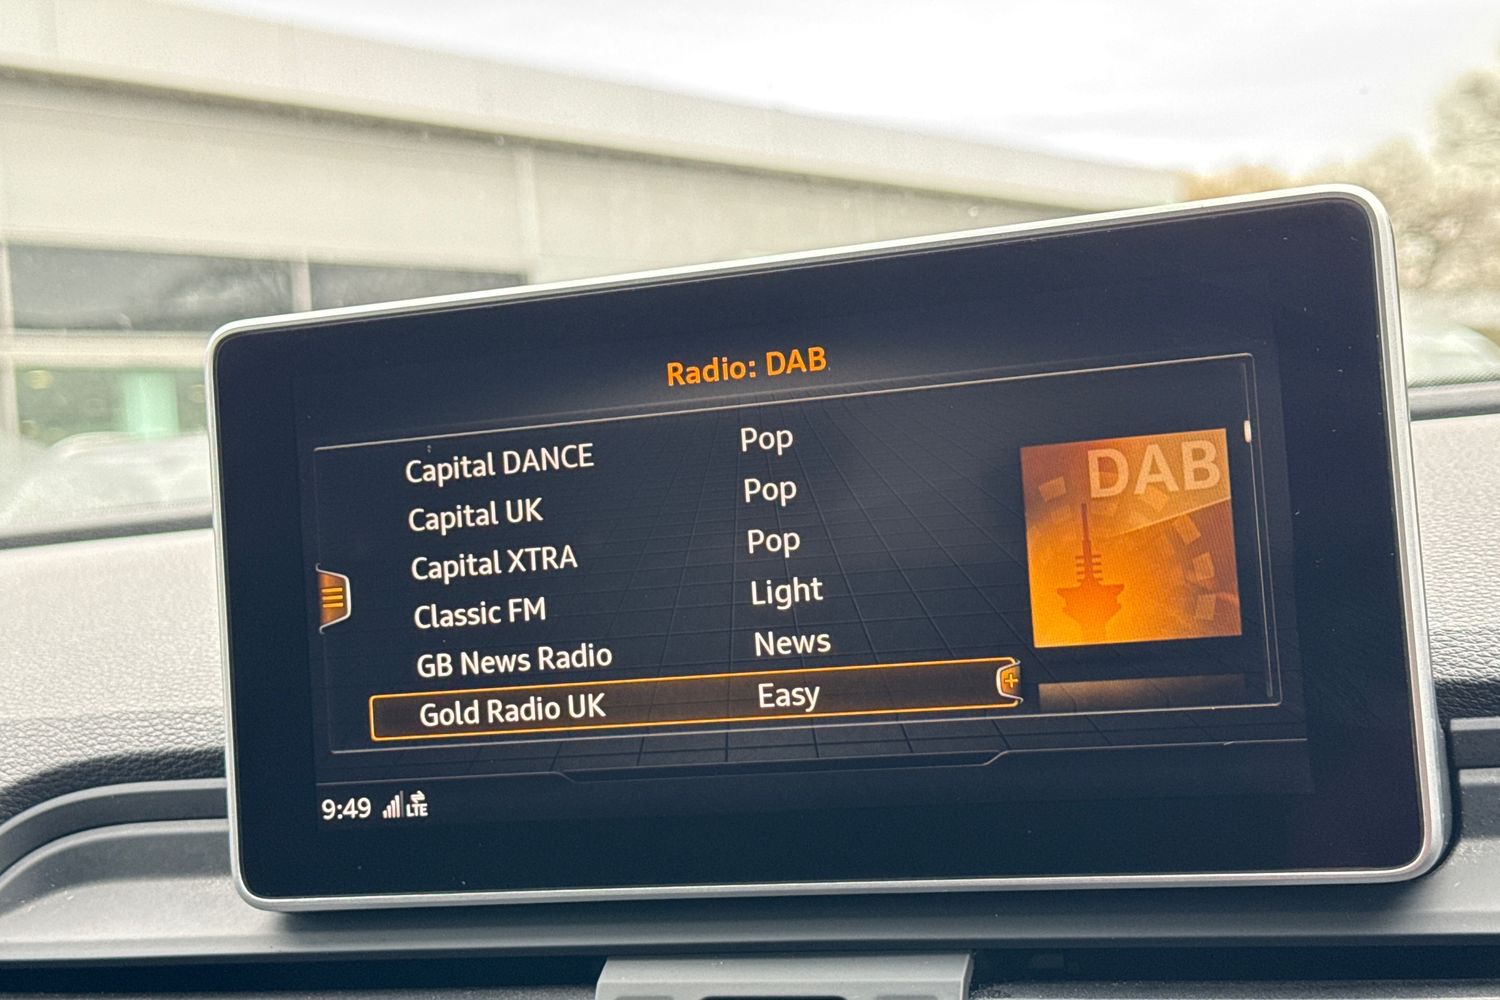 Radio: DAB
Capital DANCE Pop
Capital UK Pop
Capital XTRA Pop
Classic FM Light
GB News Radio News
Gold Radio UK Easy
DAB
9:49 LTE